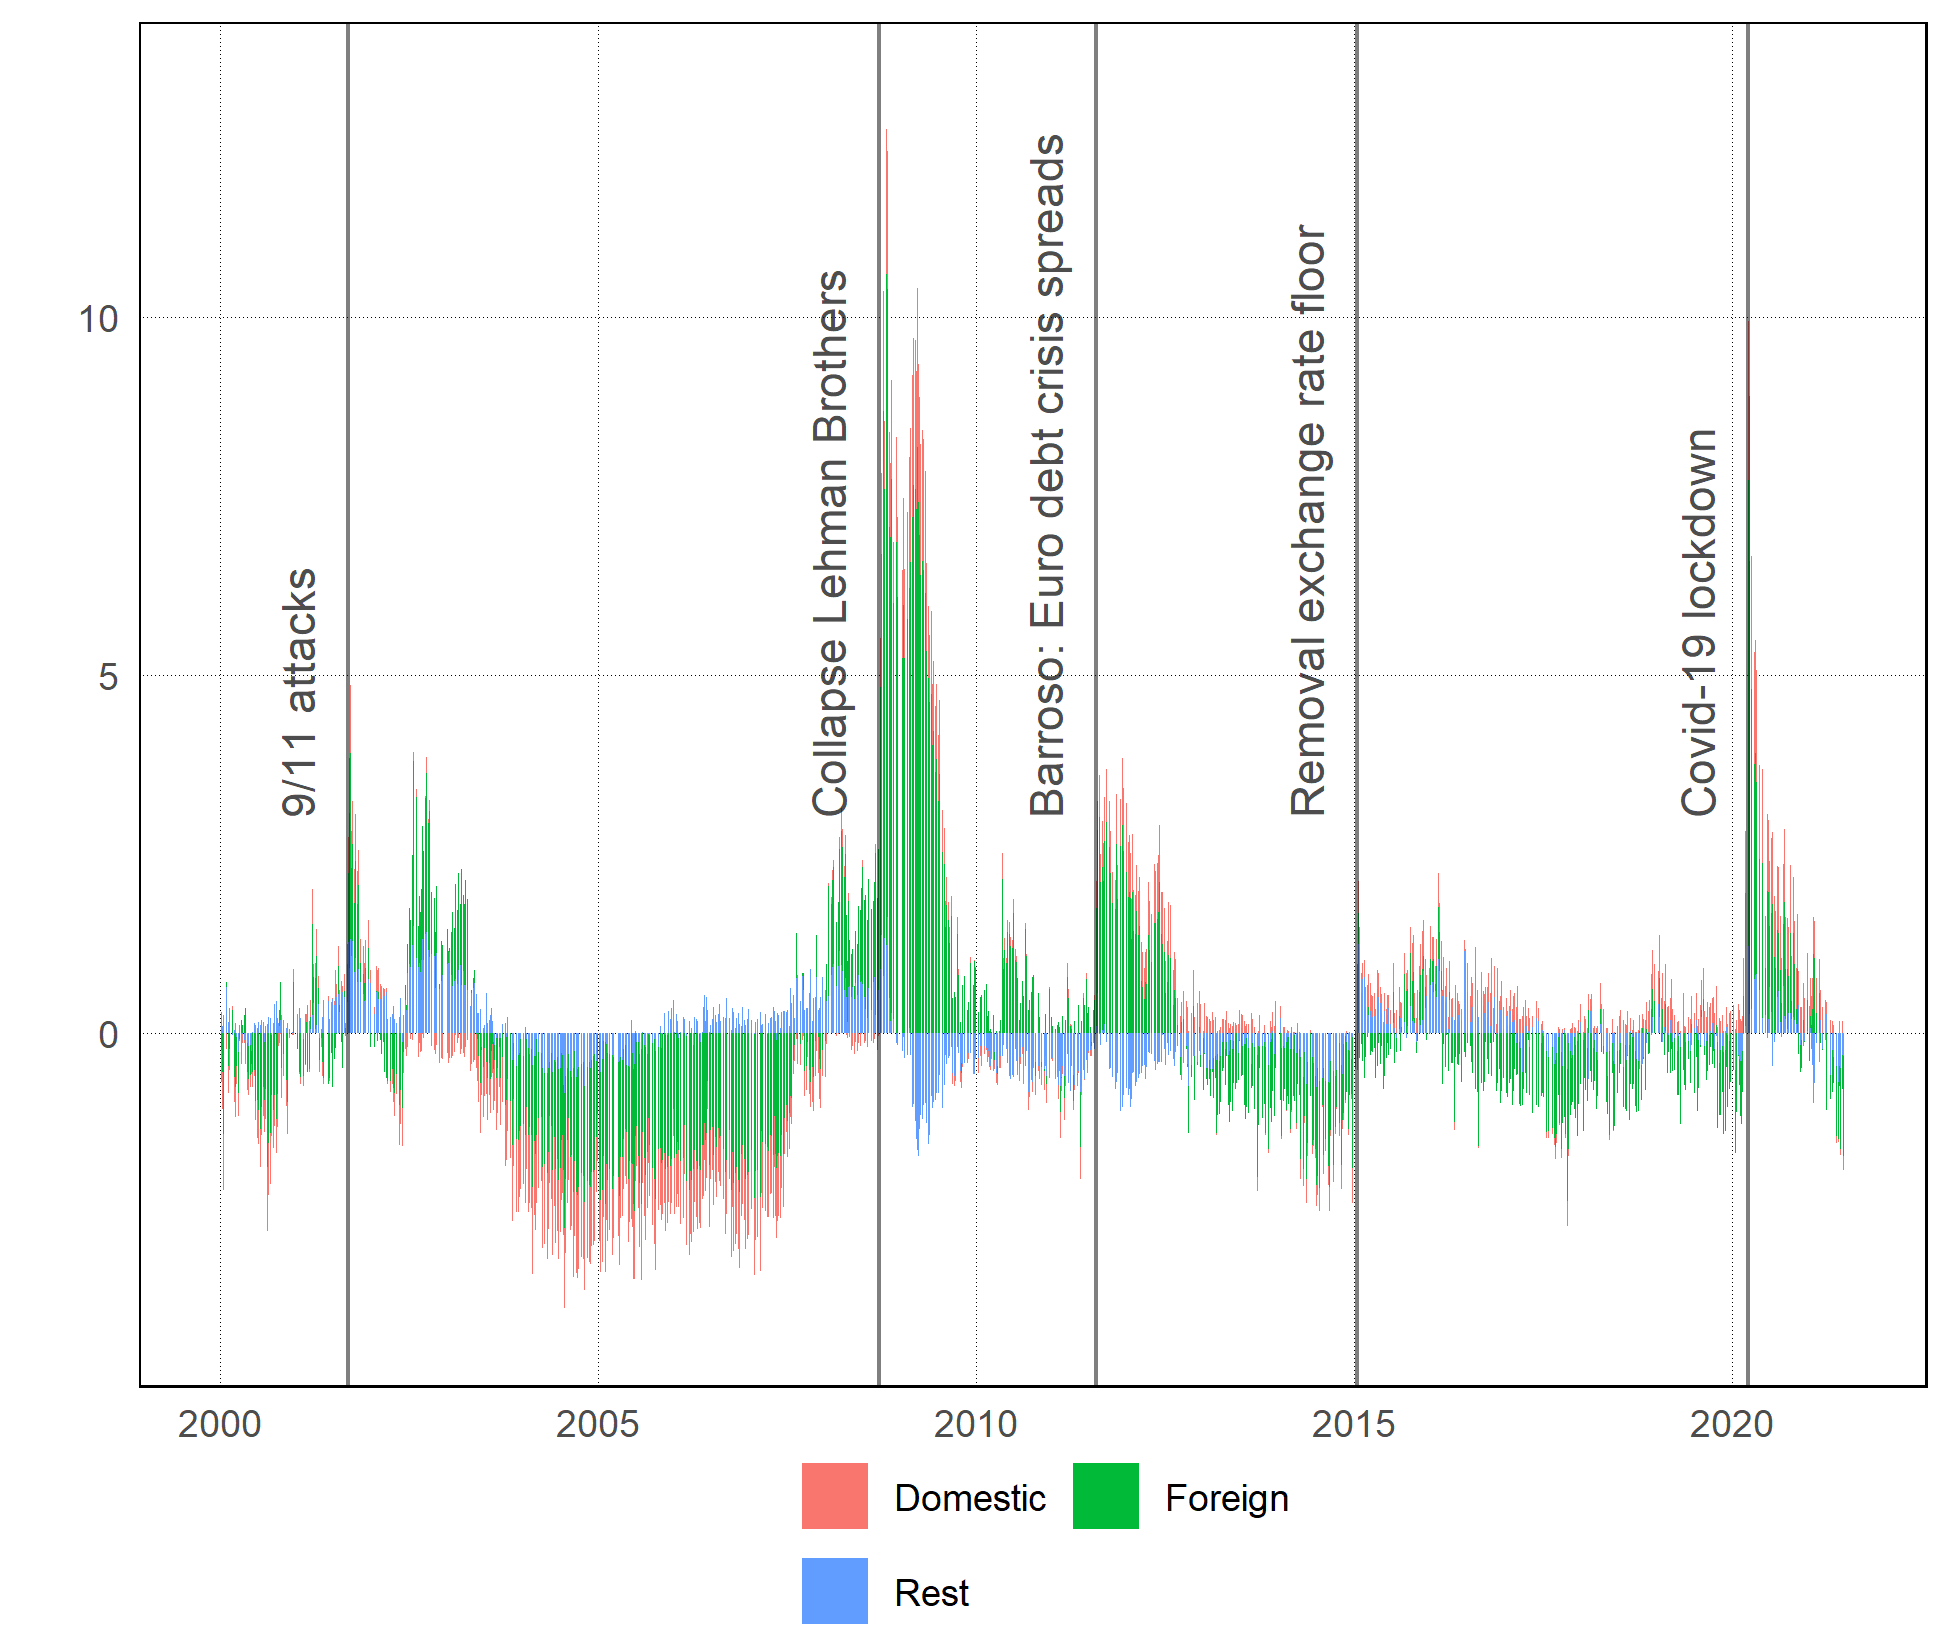 10
5
0
9/11 attacks
Collapse Lehman Brothers
Barroso: Euro debt crisis spreads
Removal exchange rate floor
Covid-19 lockdown
2000
2005
2010
2015
2020
Domestic
Foreign
Rest